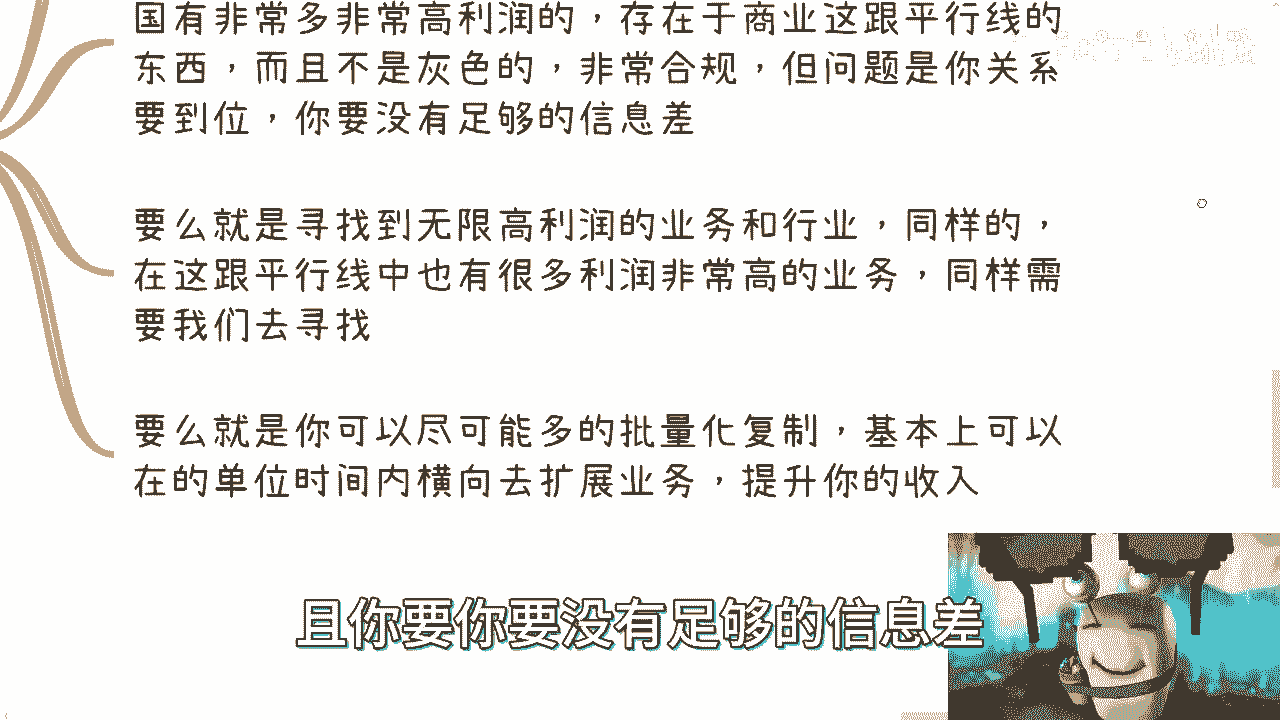 国有非常多非常高利润的，存在于商业这跟平行线的
东西，而且不是灰色的，非常合规，但问题是你关系
要到位，你要没有足够的信息差
要么就是寻找到无限高利润的业务和行业，同样的，
在这跟平行线中也有很多利润非常高的业务，同样需
要我们去寻找
要么就是你可以尽可能多的批量化复制，基本上可以
在的单位时间内横向去扩展业务，提升你的收入
且你要你要没有足够的信息差